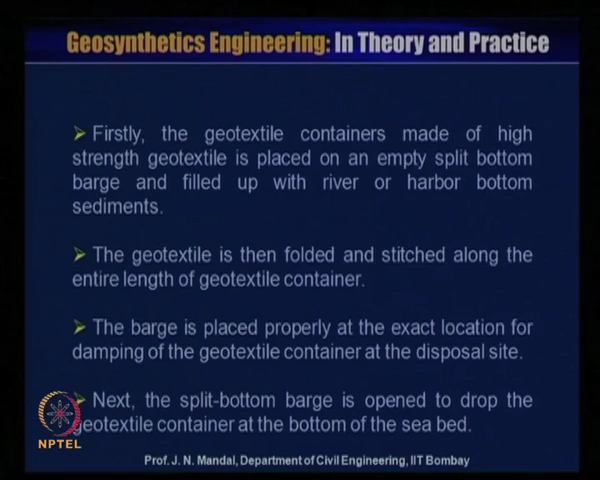 Geosynthetics Engineering: In Theory and Practice
➤ Firstly, the geotextile containers made of high
strength geotextile is placed on an empty split bottom
barge and filled up with river or harbor bottom
sediments.
➤ The geotextile is then folded and stitched along the
entire length of geotextile container.
➤ The barge is placed properly at the exact location for
damping of the geotextile container at the disposal site.
➤ Next, the split-bottom barge is opened to drop the
geotextile container at the bottom of the sea bed.
NPTEL
Prof. J. N. Mandal, Department of Civil Engineering, IIT Bombay